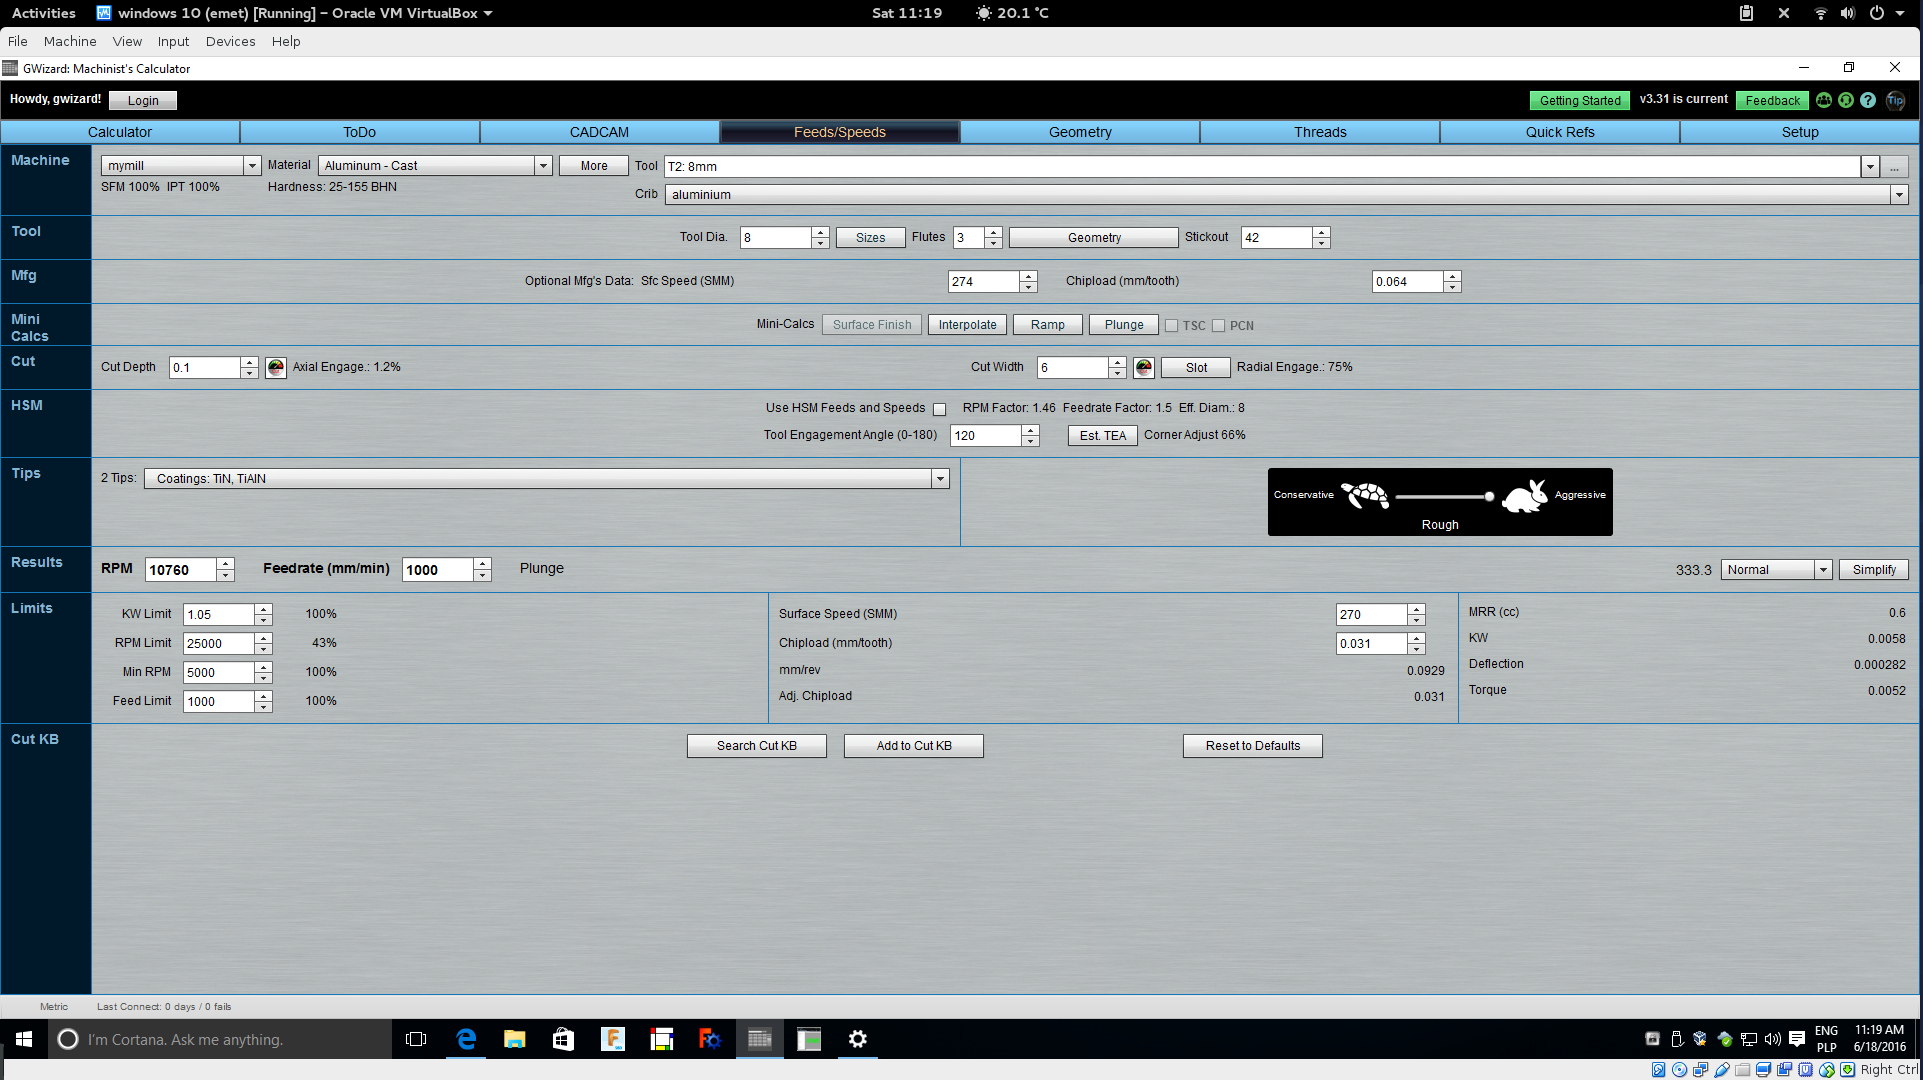 Activities windows 10 (emet) [Running] – Oracle VM VirtualBox Sat 11:19 20.1 °C
File Machine View Input Devices Help
GWizard: Machinist's Calculator
Howdy, gwizard! Login Getting Started v3.31 is current Feedback ? Tip
Calculator ToDo CADCAM Feeds/Speeds Geometry Threads Quick Refs Setup
Machine mymill Material Aluminum - Cast More Tool T2: 8mm ...
SFM 100% IPT 100% Hardness: 25-155 BHN Crib aluminium
Tool Tool Dia. 8 Sizes Flutes 3 Geometry Stickout 42
Mfg Optional Mfg's Data: Sfc Speed (SMM) 274 Chipload (mm/tooth) 0.064
Mini Calcs Mini-Calcs Surface Finish Interpolate Ramp Plunge TSC PCN
Cut Cut Depth 0.1 Axial Engage.: 1.2% Cut Width 6 Slot Radial Engage.: 75%
HSM Use HSM Feeds and Speeds RPM Factor: 1.46 Feedrate Factor: 1.5 Eff. Diam.: 8
Tool Engagement Angle (0-180) 120 Est. TEA Corner Adjust 66%
Tips 2 Tips: Coatings: TiN, TiAlN Conservative Aggressive
Rough
Results RPM 10760 Feedrate (mm/min) 1000 Plunge 333.3 Normal Simplify
Limits KW Limit 1.05 100% Surface Speed (SMM) 270 MRR (cc) 0.6
RPM Limit 25000 43% Chipload (mm/tooth) 0.031 KW 0.0058
Min RPM 5000 100% mm/rev 0.0929 Deflection 0.000282
Feed Limit 1000 100% Adj. Chipload 0.031 Torque 0.0052
Cut KB Search Cut KB Add to Cut KB Reset to Defaults
Metric Last Connect: 0 days / 0 fails
I'm Cortana. Ask me anything. ENG 11:19 AM
PLP 6/18/2016
Right Ctrl